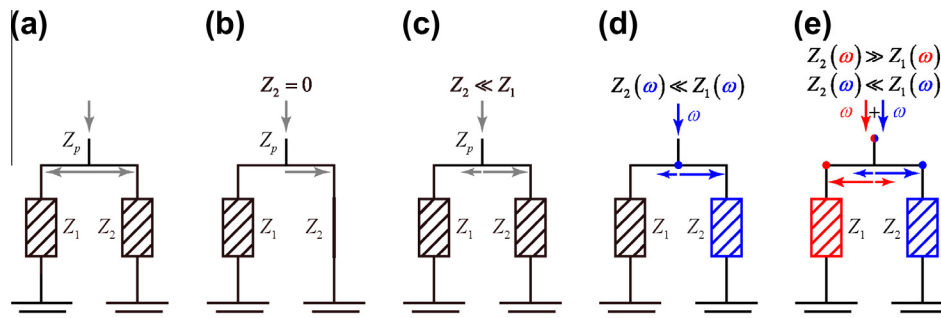 (a) (b) (c) (d) (e)
Z₂(ω) ≫ Z₁(ω)
Z₂ = 0 Z₂ ≪ Z₁ Z₂(ω) ≪ Z₁(ω) Z₂(ω) ≪ Z₁(ω)
ω ω + ω
Zₚ Zₚ Zₚ
Z₁ Z₂ Z₁ Z₂ Z₁ Z₂ Z₁ Z₂ Z₁ Z₂